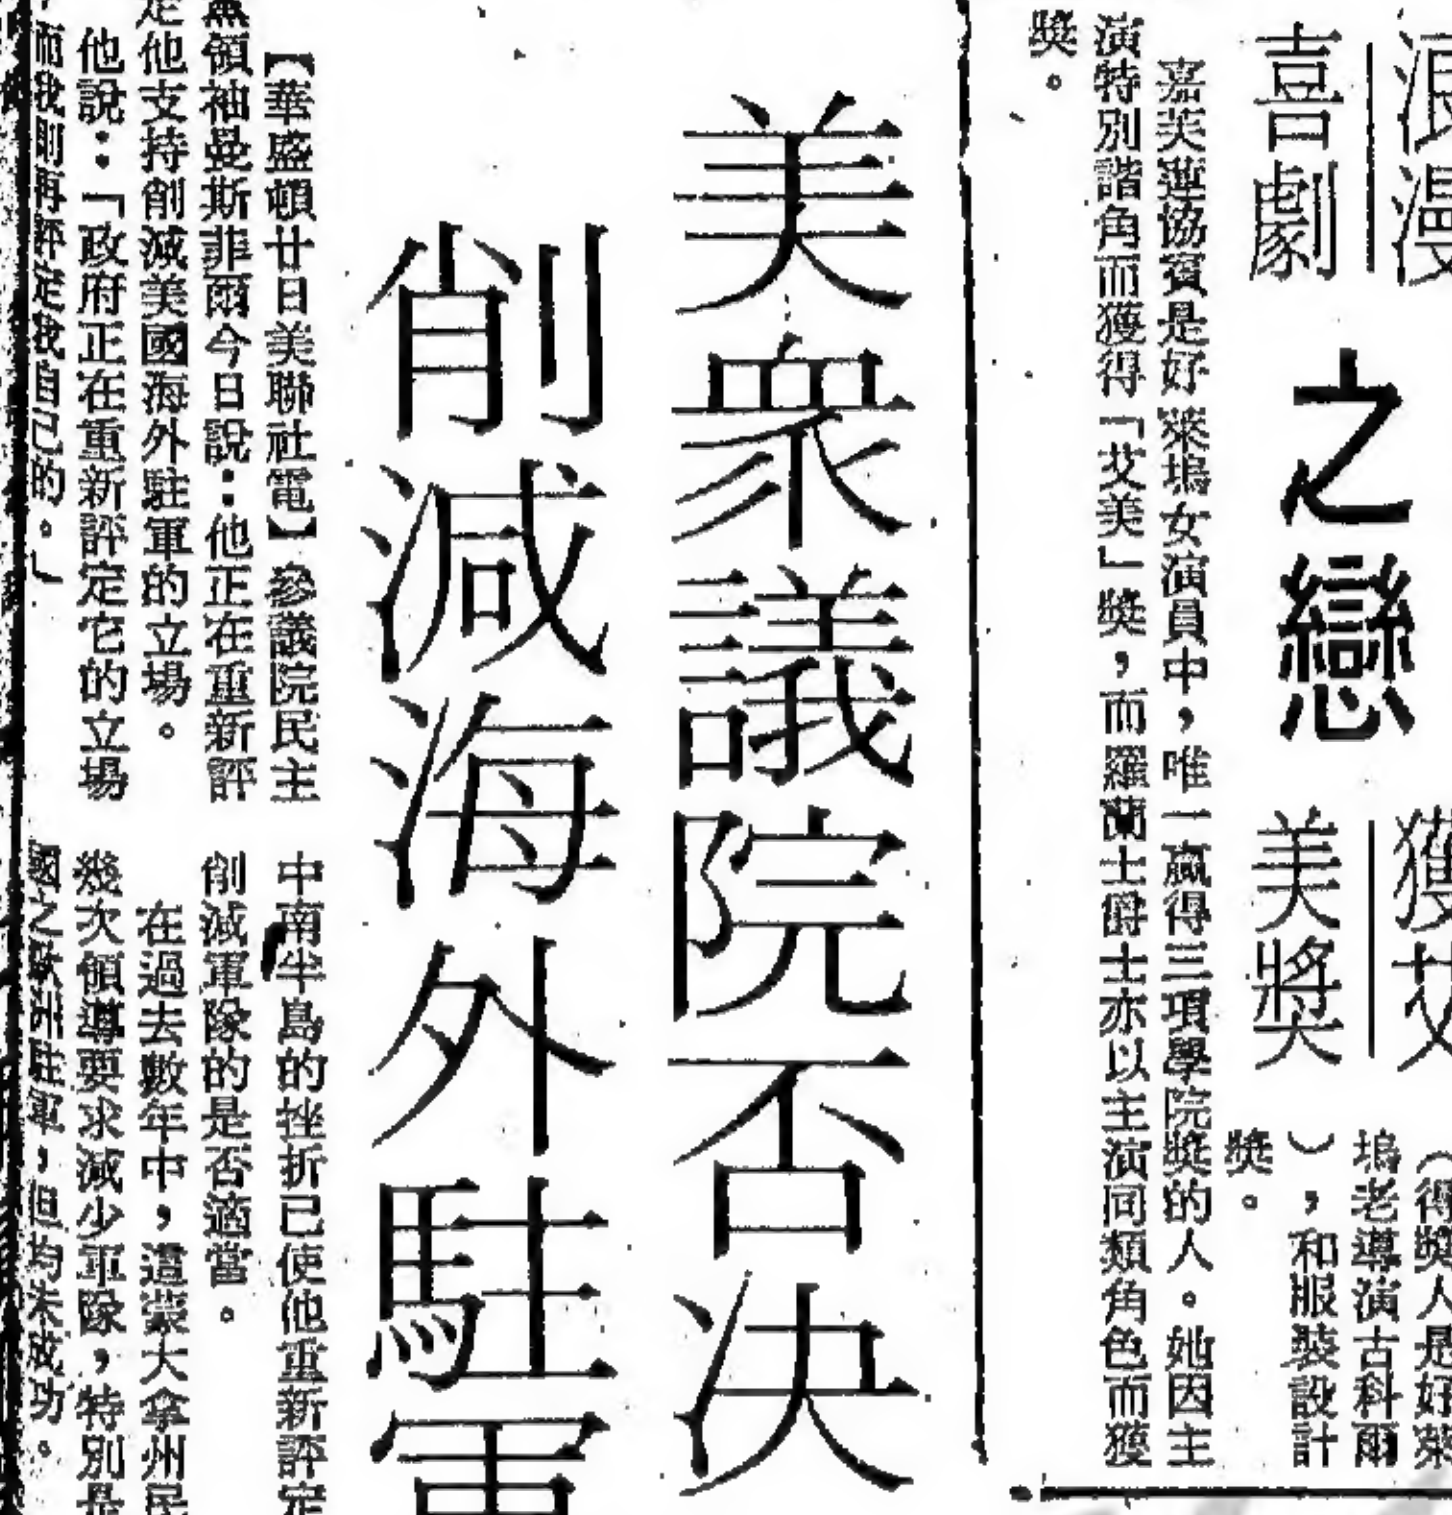 浪漫
喜劇
之戀
獲艾
美獎
（得獎人是好萊
塢老導演古科爾
），和服裝設計
獎。
嘉芙蓮協賓是好萊塢女演員中，唯一贏得三項學院獎的人。她因主
演特別諧角而獲得「艾美」獎，而羅蘭士爵士亦以主演同類角色而獲
獎。
美衆議院否決
削減海外駐軍
【華盛頓廿日美聯社電】參議院民主
黨領袖曼斯菲爾今日說：他正在重新評
定他支持削減美國海外駐軍的立場。
他說：「政府正在重新評定它的立場
，而我則再評定我自己的。」
中南半島的挫折已使他重新評定
削減軍隊的是否適當。
在過去數年中，這蒙大拿州民
幾次領導要求減少軍隊，特別是
國之歐洲駐軍，但均未成功。